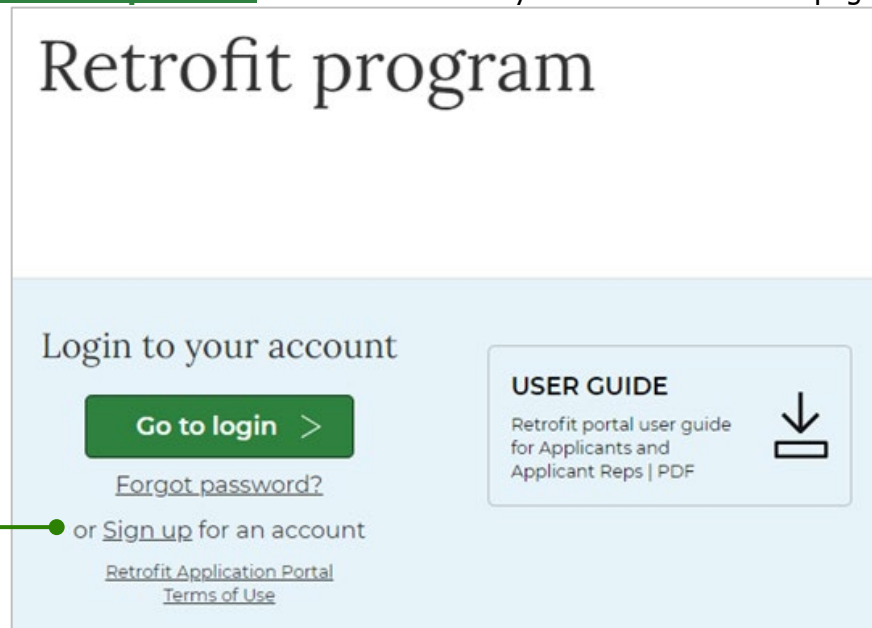 Retrofit program
Login to your account
Go to login >
Forgot password?
or Sign up for an account
Retrofit Application Portal
Terms of Use
USER GUIDE
Retrofit portal user guide
for Applicants and
Applicant Reps | PDF